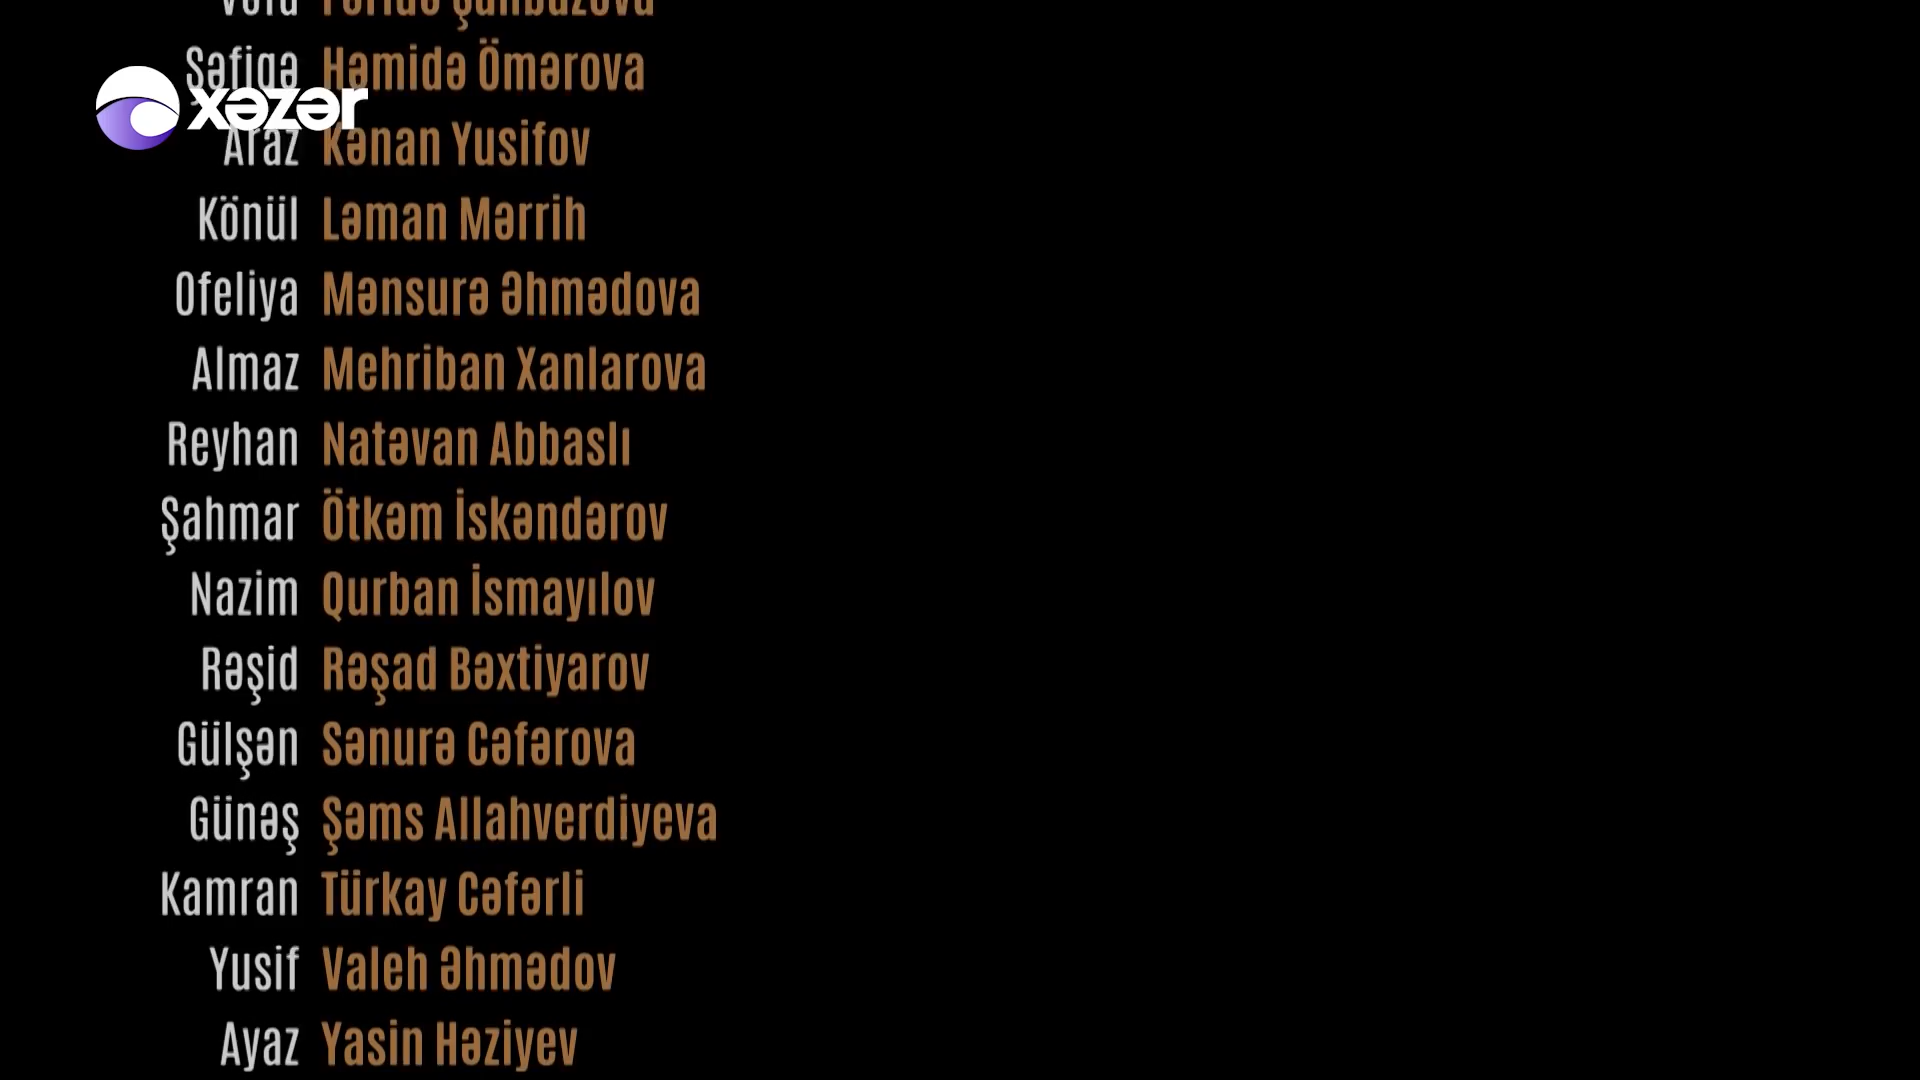 Şəfiqə Həmidə Ömərova
xəzər
Araz Kənan Yusifov
Könül Ləman Mərrih
Ofeliya Mənsurə Əhmədova
Almaz Mehriban Xanlarova
Reyhan Natəvan Abbaslı
Şahmar Ötkəm İskəndərov
Nazim Qurban İsmayılov
Rəşid Rəşad Bəxtiyarov
Gülşən Sənurə Cəfərova
Günəş Şəms Allahverdiyeva
Kamran Türkay Cəfərli
Yusif Valeh Əhmədov
Ayaz Yasin Həziyev